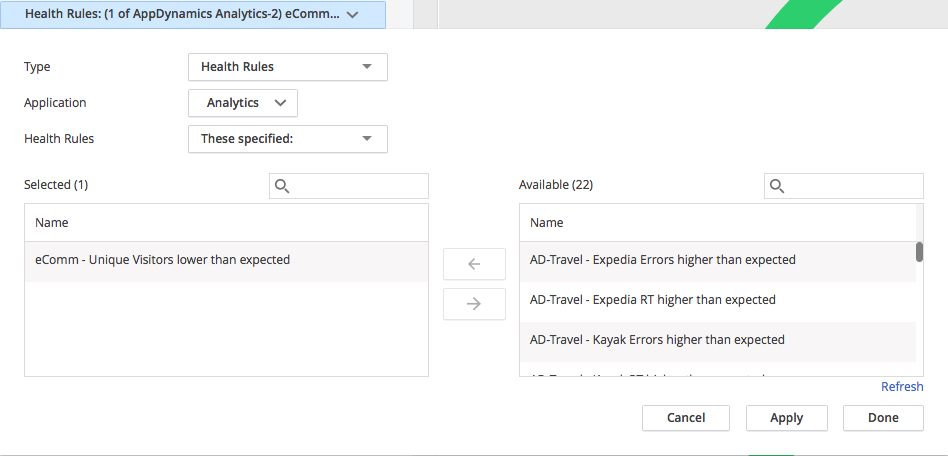 Health Rules: (1 of AppDynamics Analytics-2) eComm...
Type
Health Rules
Application
Analytics
Health Rules
These specified:
Selected (1)
Available (22)
Name
Name
eComm - Unique Visitors lower than expected
AD-Travel - Expedia Errors higher than expected
AD-Travel - Expedia RT higher than expected
AD-Travel - Kayak Errors higher than expected
Refresh
Cancel
Apply
Done